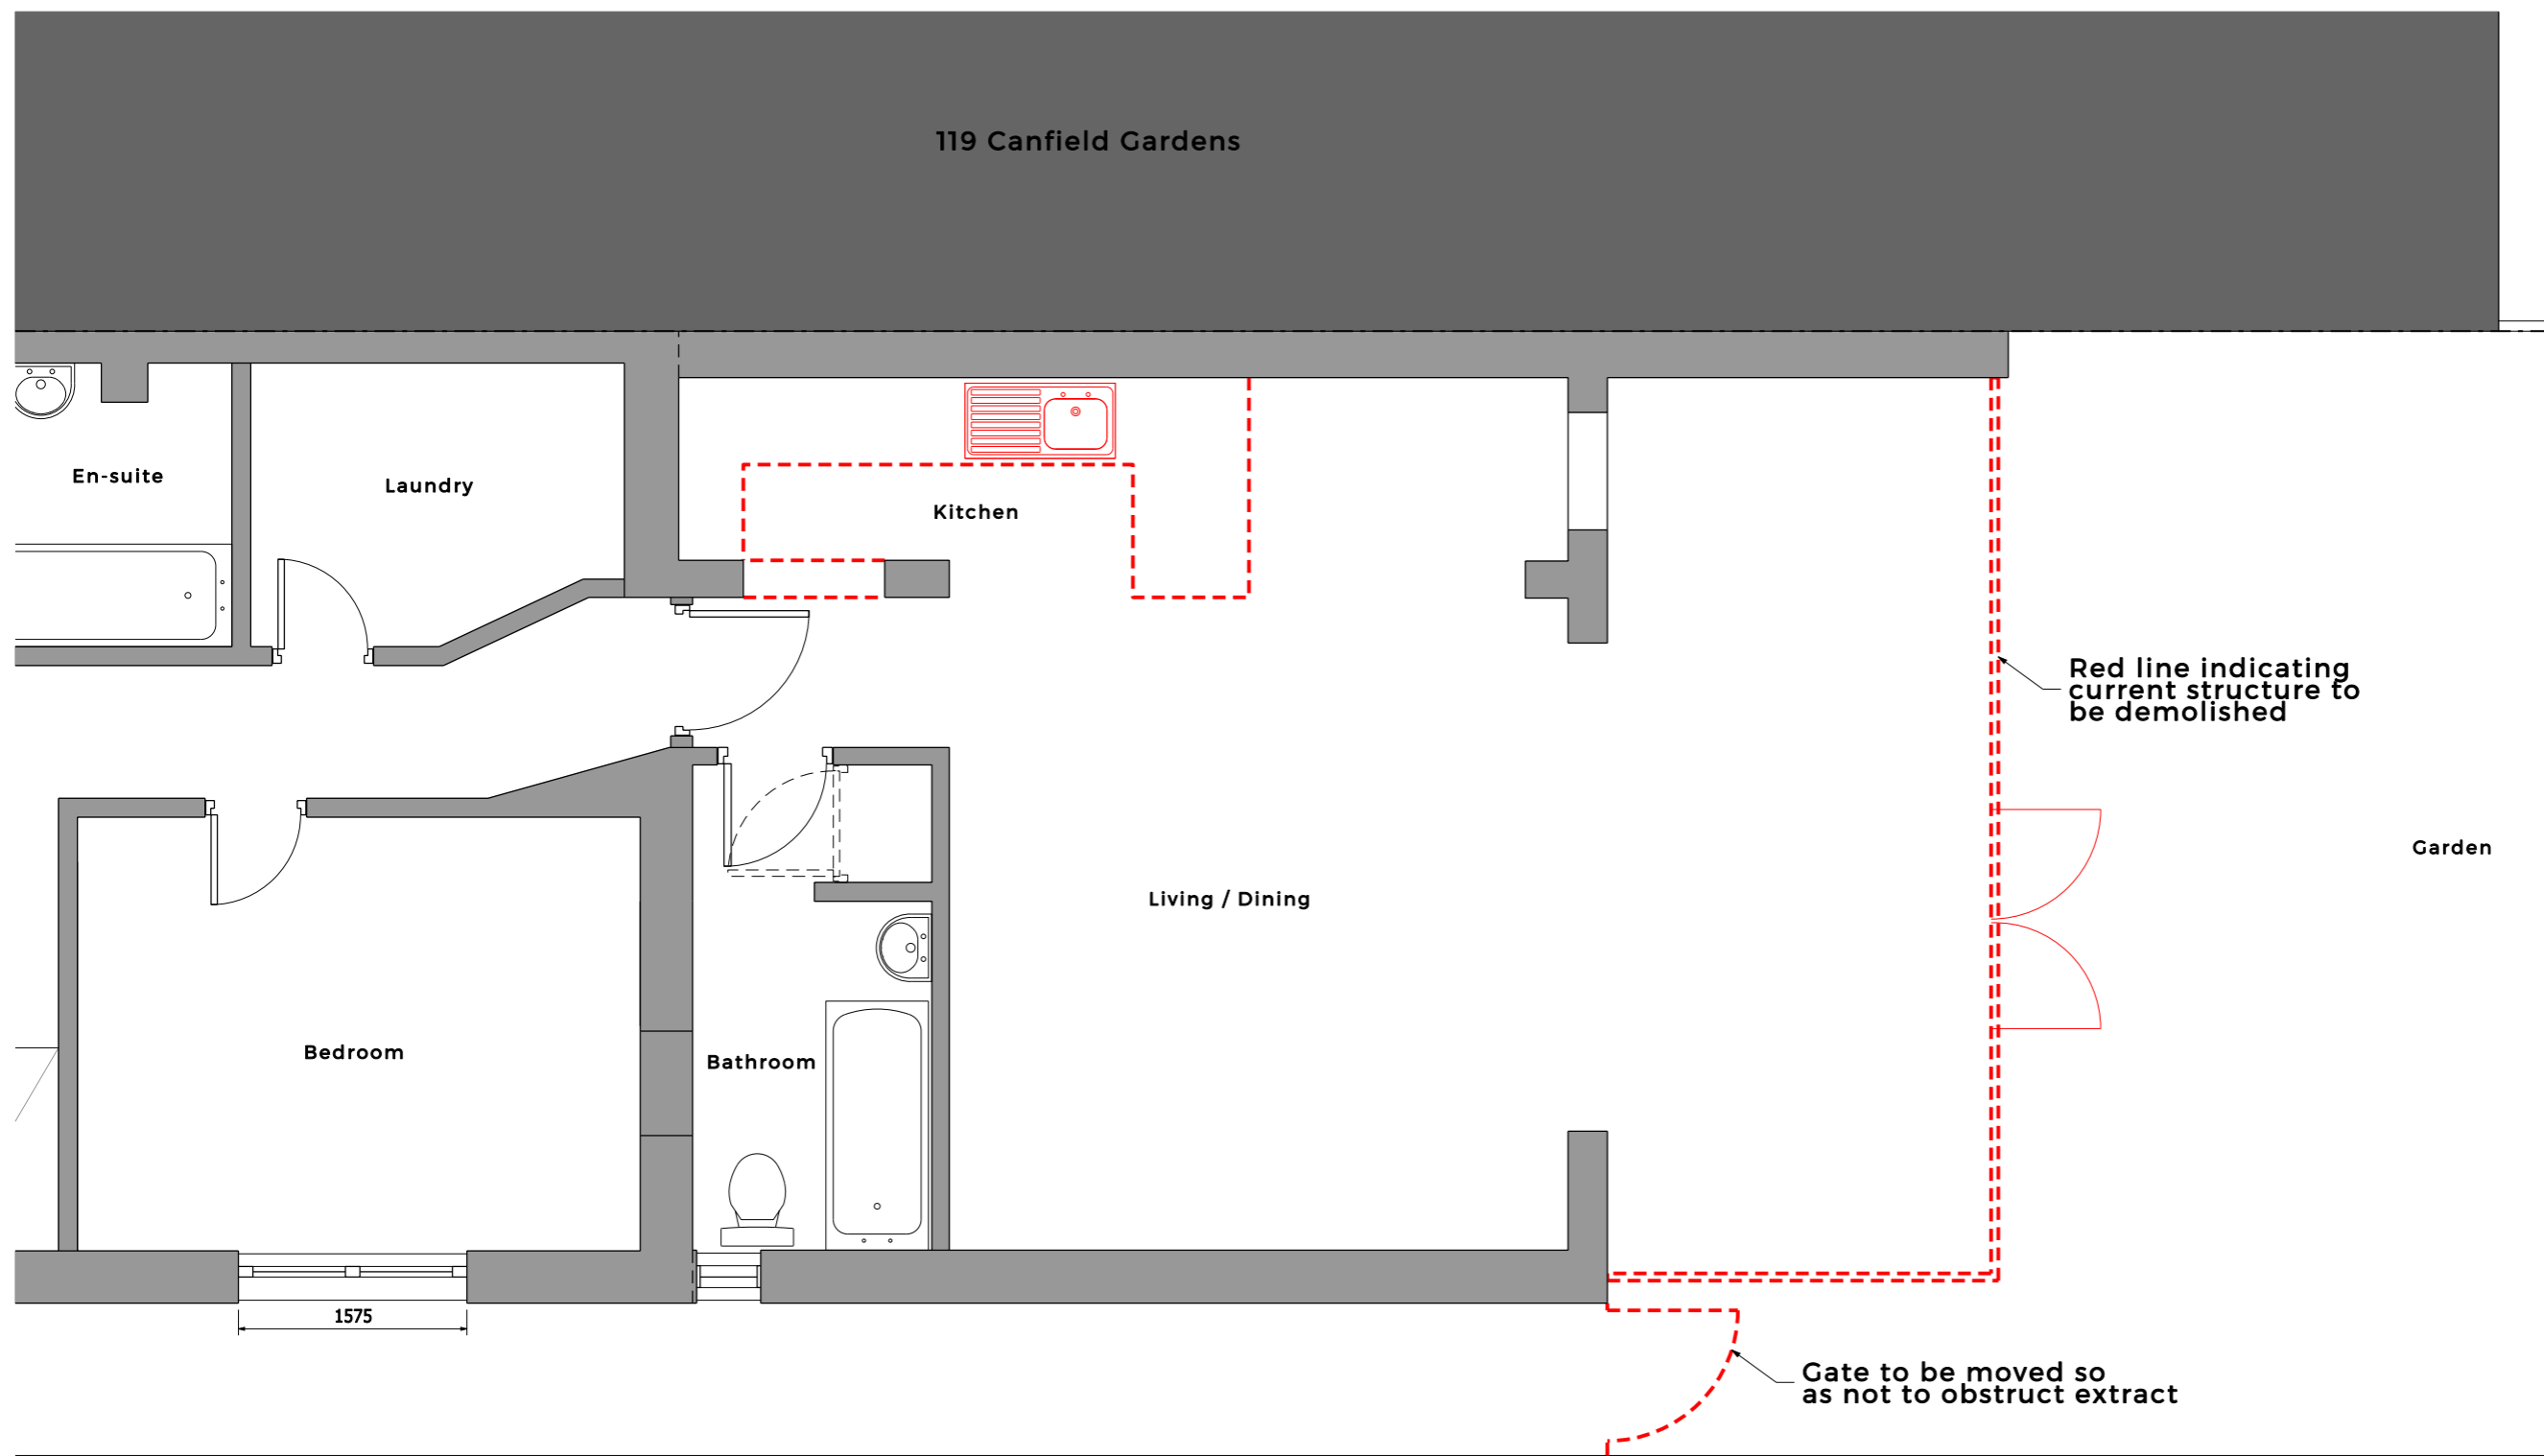 119 Canfield Gardens
En-suite
Laundry
Kitchen
Red line indicating
current structure to
be demolished
Garden
Living / Dining
Bedroom
Bathroom
1575
Gate to be moved so
as not to obstruct extract